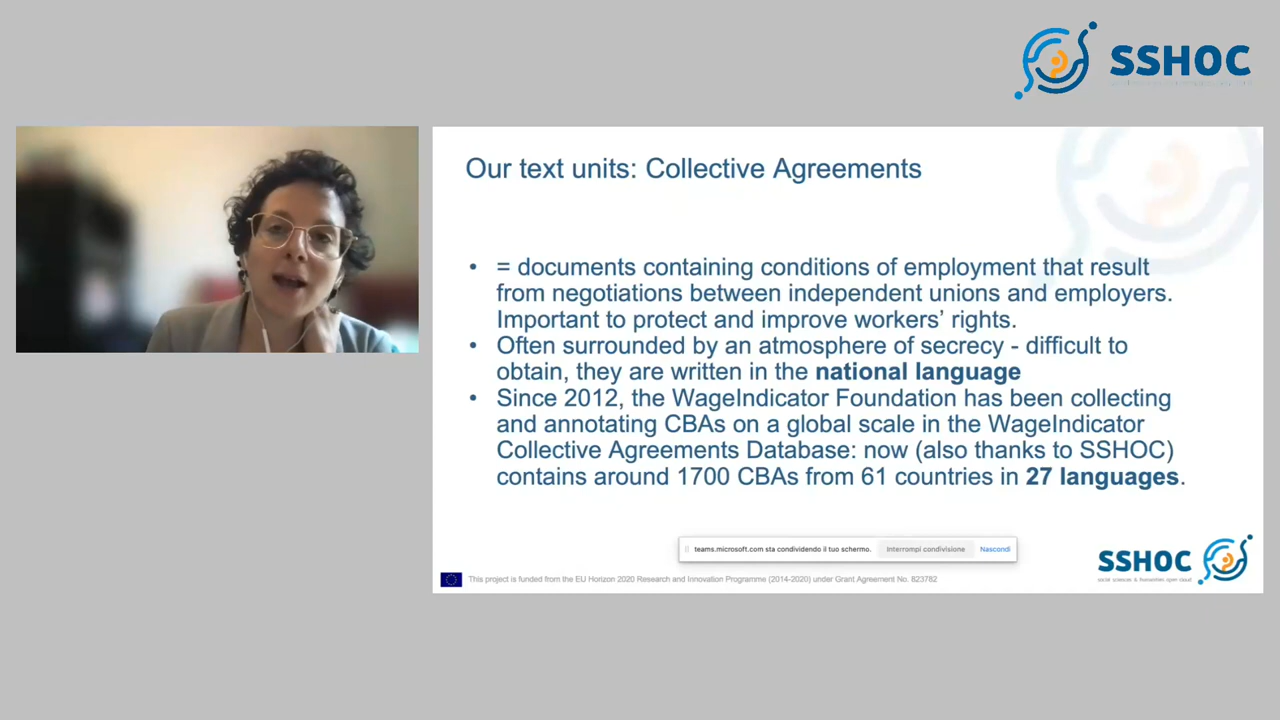 SSHOC
Our text units: Collective Agreements
• = documents containing conditions of employment that result
from negotiations between independent unions and employers.
Important to protect and improve workers’ rights.
• Often surrounded by an atmosphere of secrecy - difficult to
obtain, they are written in the national language
• Since 2012, the WageIndicator Foundation has been collecting
and annotating CBAs on a global scale in the WageIndicator
Collective Agreements Database: now (also thanks to SSHOC)
contains around 1700 CBAs from 61 countries in 27 languages.
teams.microsoft.com sta condividendo il tuo schermo. Interrompi condivisione Nascondi
SSHOC
social sciences & humanities open cloud
This project is funded from the EU Horizon 2020 Research and Innovation Programme (2014-2020) under Grant Agreement No. 823782